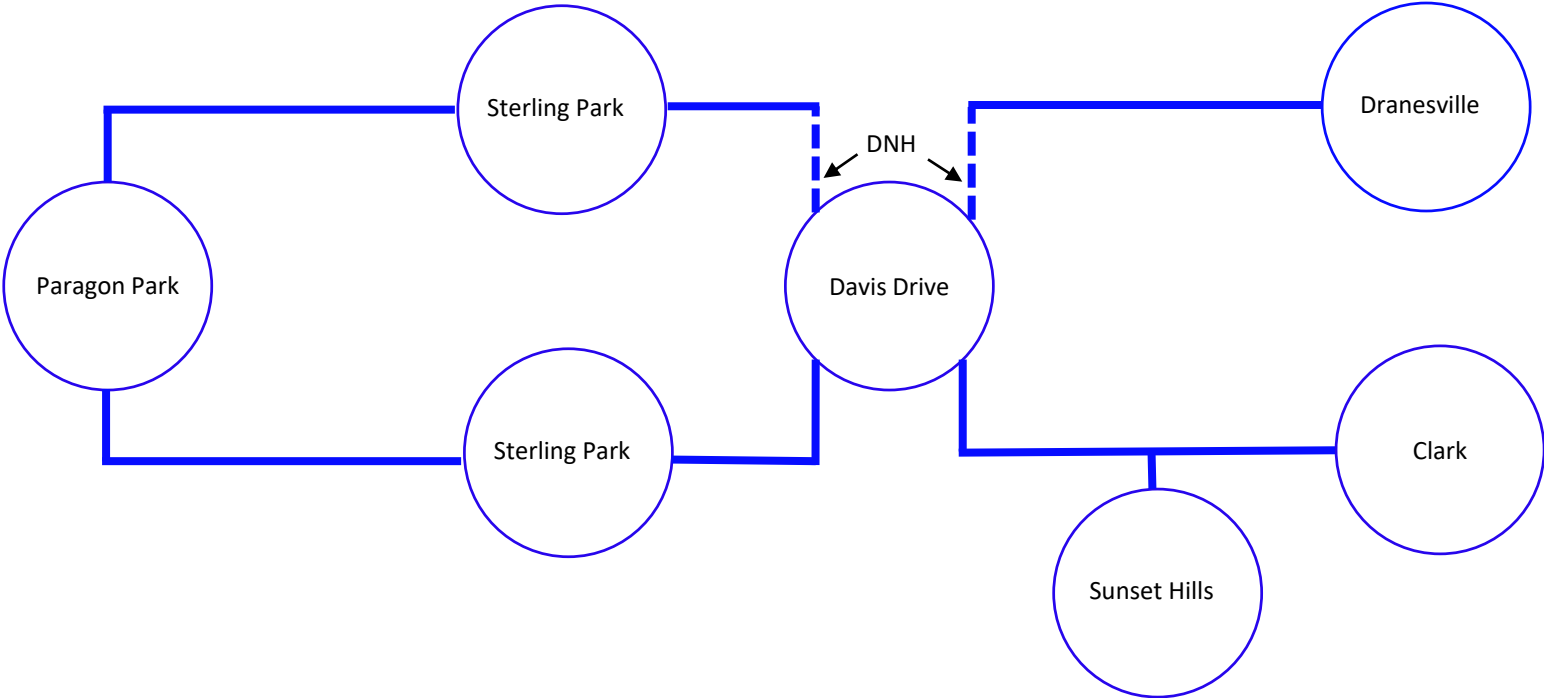 Sterling Park
Dranesville
DNH
Paragon Park
Davis Drive
Sterling Park
Clark
Sunset Hills